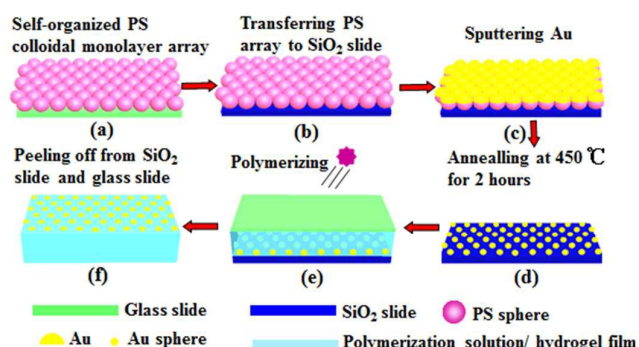 Self-organized PS
colloidal monolayer array
Transferring PS
array to SiO₂ slide
Sputtering Au
(a)
(b)
(c)
Peeling off from SiO₂
slide and glass slide
Polymerizing
Annealling at 450 ℃
for 2 hours
(f)
(e)
(d)
Glass slide
SiO₂ slide
PS sphere
Au
Au sphere
Polymerization solution/ hydrogel film